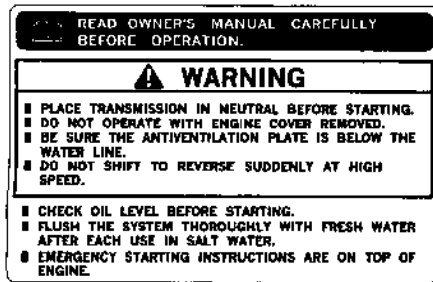 READ OWNER'S MANUAL CAREFULLY
BEFORE OPERATION.
WARNING
PLACE TRANSMISSION IN NEUTRAL BEFORE STARTING.
DO NOT OPERATE WITH ENGINE COVER REMOVED.
BE SURE THE ANTIVENTILATION PLATE IS BELOW THE
WATER LINE.
DO NOT SHIFT TO REVERSE SUDDENLY AT HIGH
SPEED.
CHECK OIL LEVEL BEFORE STARTING.
FLUSH THE SYSTEM THOROUGHLY WITH FRESH WATER
AFTER EACH USE IN SALT WATER.
EMERGENCY STARTING INSTRUCTIONS ARE ON TOP OF
ENGINE.